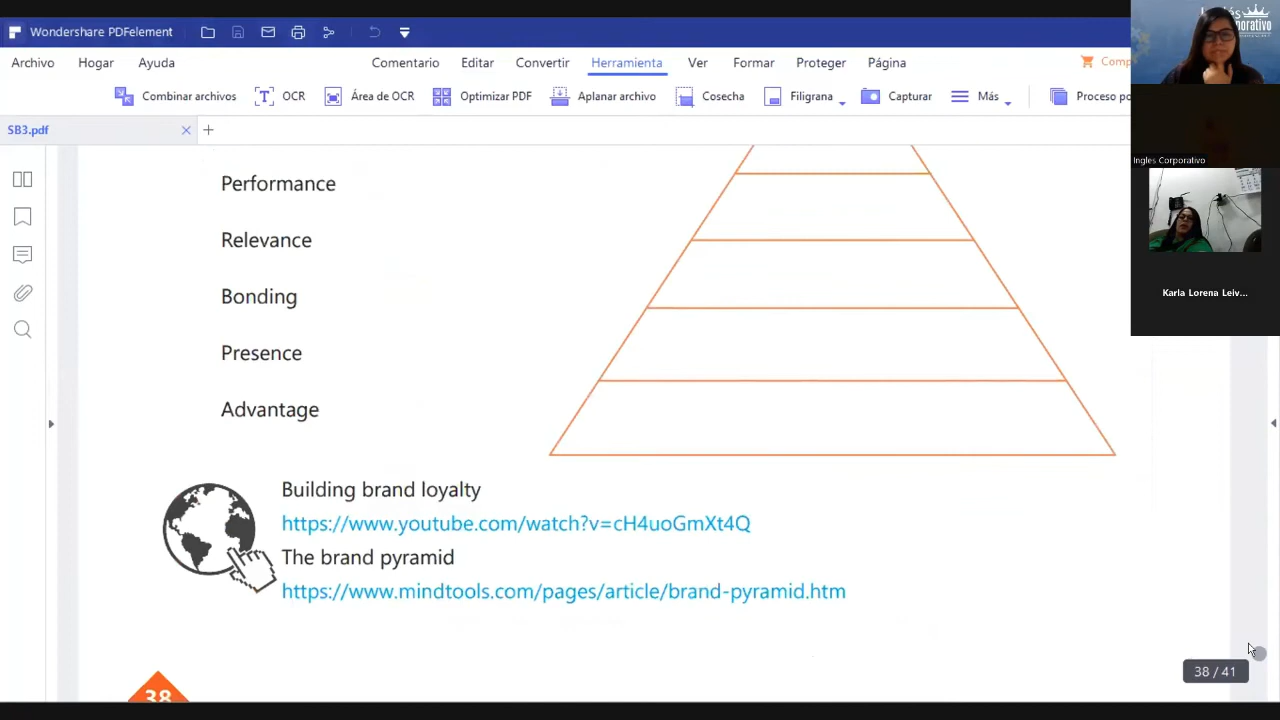 Wondershare PDFelement
Archivo Hogar Ayuda Comentario Editar Convertir Herramienta Ver Formar Proteger Página
Combinar archivos OCR Área de OCR Optimizar PDF Aplanar archivo Cosecha Filigrana Capturar Más Proceso
SB3.pdf
Ingles Corporativo
Karla Lorena Leiv...
Performance
Relevance
Bonding
Presence
Advantage
Building brand loyalty
https://www.youtube.com/watch?v=cH4uoGmXt4Q
The brand pyramid
https://www.mindtools.com/pages/article/brand-pyramid.htm
38 / 41
38